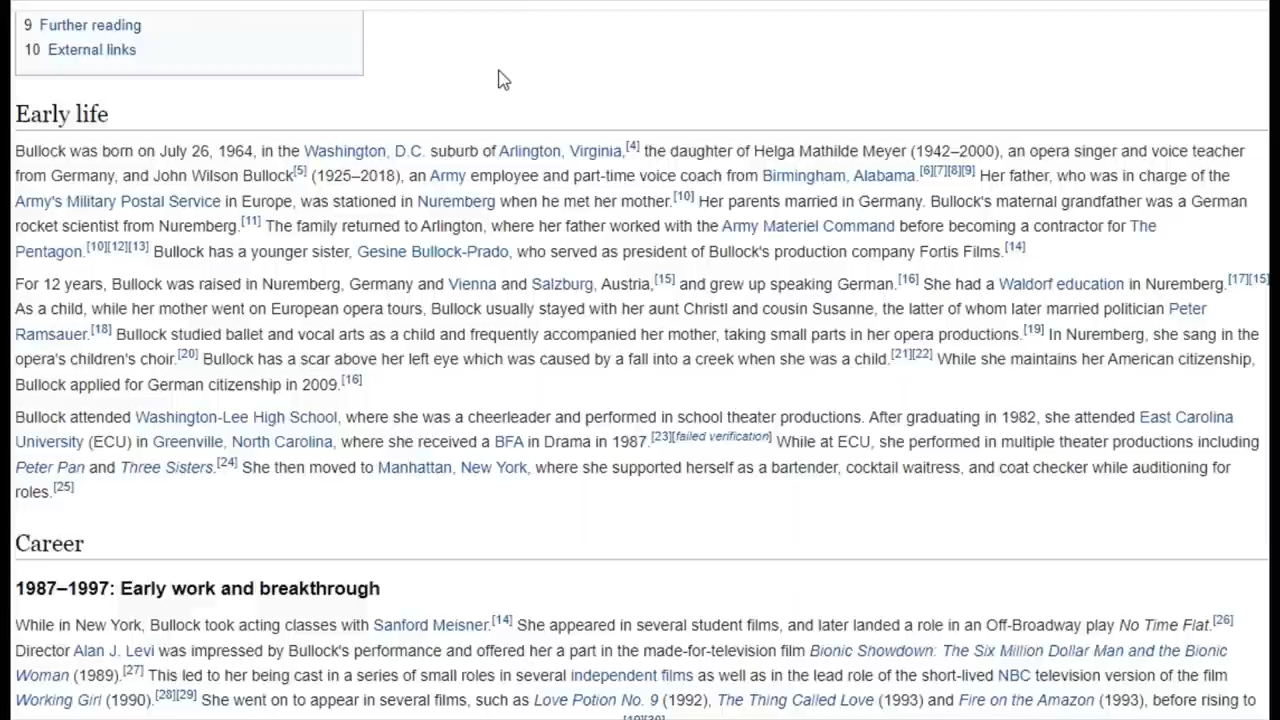 9 Further reading
10 External links
Early life
Bullock was born on July 26, 1964, in the Washington, D.C. suburb of Arlington, Virginia,[4] the daughter of Helga Mathilde Meyer (1942–2000), an opera singer and voice teacher
from Germany, and John Wilson Bullock[5] (1925–2018), an Army employee and part-time voice coach from Birmingham, Alabama.[6][7][8][9] Her father, who was in charge of the
Army's Military Postal Service in Europe, was stationed in Nuremberg when he met her mother.[10] Her parents married in Germany. Bullock's maternal grandfather was a German
rocket scientist from Nuremberg.[11] The family returned to Arlington, where her father worked with the Army Materiel Command before becoming a contractor for The
Pentagon.[10][12][13] Bullock has a younger sister, Gesine Bullock-Prado, who served as president of Bullock's production company Fortis Films.[14]
For 12 years, Bullock was raised in Nuremberg, Germany and Vienna and Salzburg, Austria,[15] and grew up speaking German.[16] She had a Waldorf education in Nuremberg.[17][15]
As a child, while her mother went on European opera tours, Bullock usually stayed with her aunt Christl and cousin Susanne, the latter of whom later married politician Peter
Ramsauer.[18] Bullock studied ballet and vocal arts as a child and frequently accompanied her mother, taking small parts in her opera productions.[19] In Nuremberg, she sang in the
opera's children's choir.[20] Bullock has a scar above her left eye which was caused by a fall into a creek when she was a child.[21][22] While she maintains her American citizenship,
Bullock applied for German citizenship in 2009.[16]
Bullock attended Washington-Lee High School, where she was a cheerleader and performed in school theater productions. After graduating in 1982, she attended East Carolina
University (ECU) in Greenville, North Carolina, where she received a BFA in Drama in 1987.[23][failed verification] While at ECU, she performed in multiple theater productions including
Peter Pan and Three Sisters.[24] She then moved to Manhattan, New York, where she supported herself as a bartender, cocktail waitress, and coat checker while auditioning for
roles.[25]
Career
1987–1997: Early work and breakthrough
While in New York, Bullock took acting classes with Sanford Meisner.[14] She appeared in several student films, and later landed a role in an Off-Broadway play No Time Flat.[26]
Director Alan J. Levi was impressed by Bullock's performance and offered her a part in the made-for-television film Bionic Showdown: The Six Million Dollar Man and the Bionic
Woman (1989).[27] This led to her being cast in a series of small roles in several independent films as well as in the lead role of the short-lived NBC television version of the film
Working Girl (1990).[28][29] She went on to appear in several films, such as Love Potion No. 9 (1992), The Thing Called Love (1993) and Fire on the Amazon (1993), before rising to